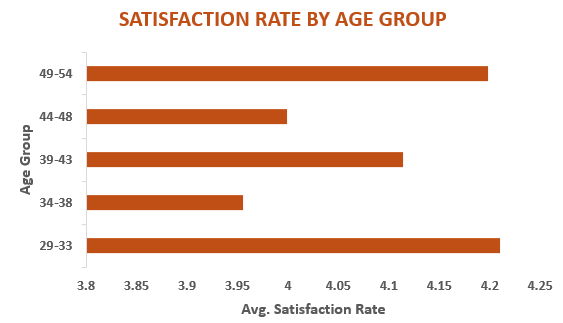 SATISFACTION RATE BY AGE GROUP
Age Group
49-54
44-48
39-43
34-38
29-33
3.8 3.85 3.9 3.95 4 4.05 4.1 4.15 4.2 4.25
Avg. Satisfaction Rate